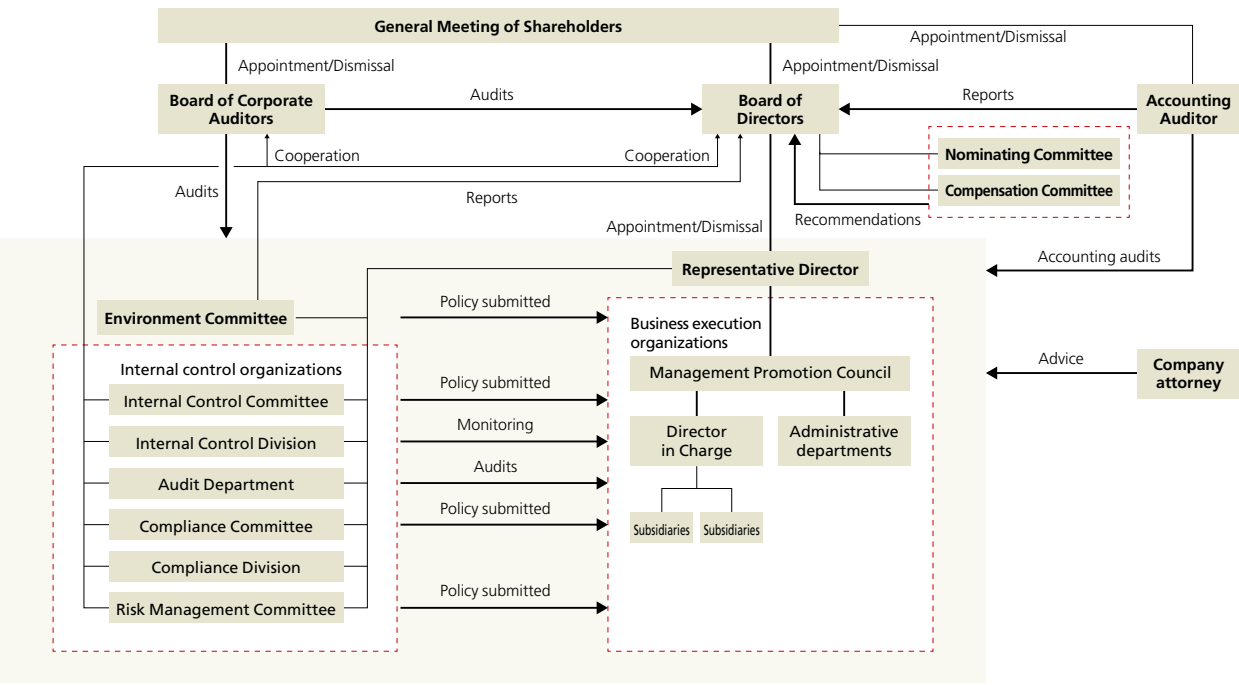 General Meeting of Shareholders
Appointment/Dismissal
Appointment/Dismissal
Appointment/Dismissal
Board of Corporate
Auditors
Audits
Board of
Directors
Reports
Accounting
Auditor
Cooperation
Cooperation
Nominating Committee
Compensation Committee
Audits
Reports
Recommendations
Appointment/Dismissal
Accounting audits
Representative Director
Environment Committee
Policy submitted
Business execution
organizations
Management Promotion Council
Advice
Company
attorney
Internal control organizations
Internal Control Committee
Policy submitted
Internal Control Division
Monitoring
Director
in Charge
Administrative
departments
Audit Department
Audits
Compliance Committee
Policy submitted
Subsidiaries
Subsidiaries
Compliance Division
Risk Management Committee
Policy submitted